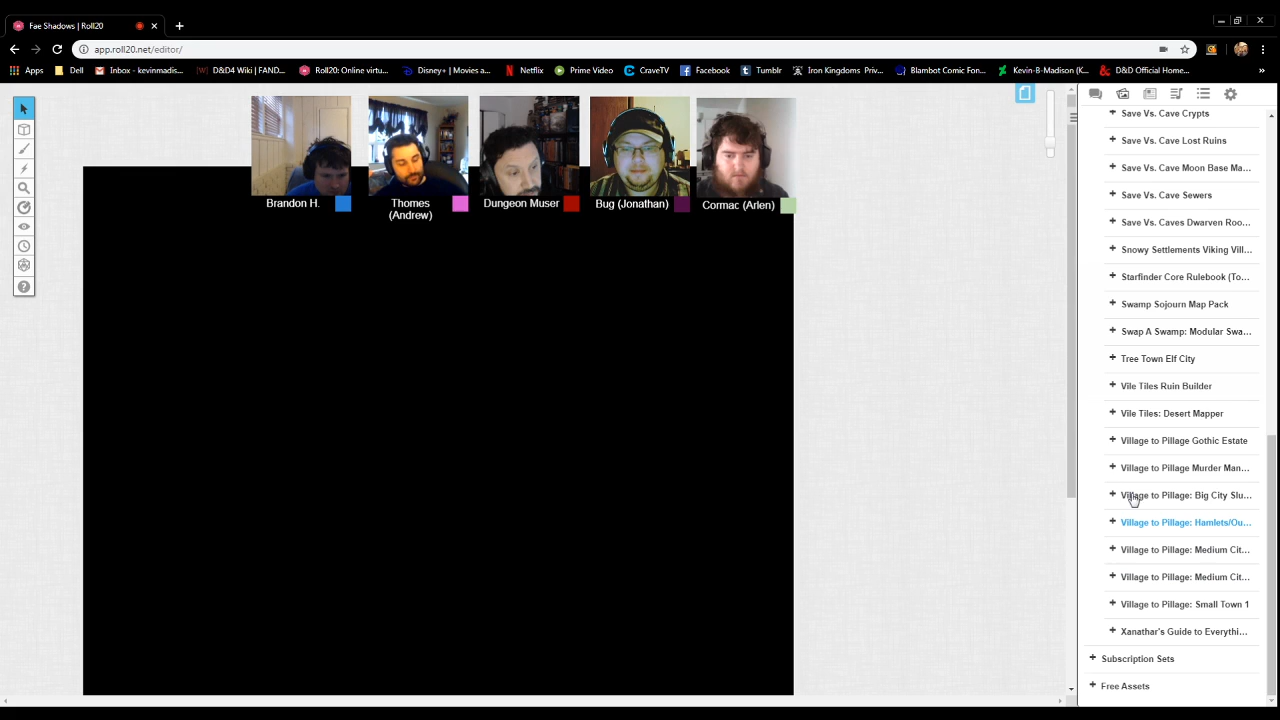 Fae Shadows | Roll20
app.roll20.net/editor/
Apps
Dell
Inbox - kevinmadis...
D&D4 Wiki | FAND...
Roll20: Online virtu...
Disney+ | Movies a...
Netflix
Prime Video
CraveTV
Facebook
Tumblr
Iron Kingdoms Priv...
Blambot Comic Fon...
Kevin-B-Madison (K...
D&D Official Home...
Brandon H.
Thomes
(Andrew)
Dungeon Muser
Bug (Jonathan)
Cormac (Arlen)
Save Vs. Cave Crypts
Save Vs. Cave Lost Ruins
Save Vs. Cave Moon Base Ma...
Save Vs. Cave Sewers
Save Vs. Caves Dwarven Roo...
Snowy Settlements Viking Vill...
Starfinder Core Rulebook (To...
Swamp Sojourn Map Pack
Swap A Swamp: Modular Swa...
Tree Town Elf City
Vile Tiles Ruin Builder
Vile Tiles: Desert Mapper
Village to Pillage Gothic Estate
Village to Pillage Murder Man...
Village to Pillage: Big City Slu...
Village to Pillage: Hamlets/Ou...
Village to Pillage: Medium Cit...
Village to Pillage: Medium Cit...
Village to Pillage: Small Town 1
Xanathar's Guide to Everythi...
Subscription Sets
Free Assets